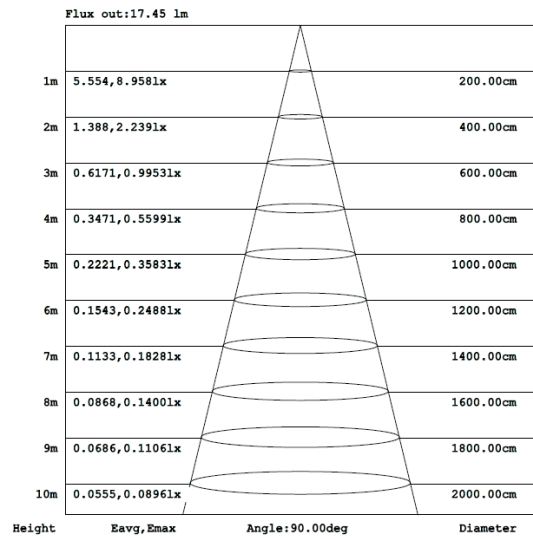 Flux out:17.45 lm
1m 5.554,8.958lx 200.00cm
2m 1.388,2.239lx 400.00cm
3m 0.6171,0.9953lx 600.00cm
4m 0.3471,0.5599lx 800.00cm
5m 0.2221,0.3583lx 1000.00cm
6m 0.1543,0.2488lx 1200.00cm
7m 0.1133,0.1828lx 1400.00cm
8m 0.0868,0.1400lx 1600.00cm
9m 0.0686,0.1106lx 1800.00cm
10m 0.0555,0.0896lx 2000.00cm
Height Eavg,Emax Angle:90.00deg Diameter